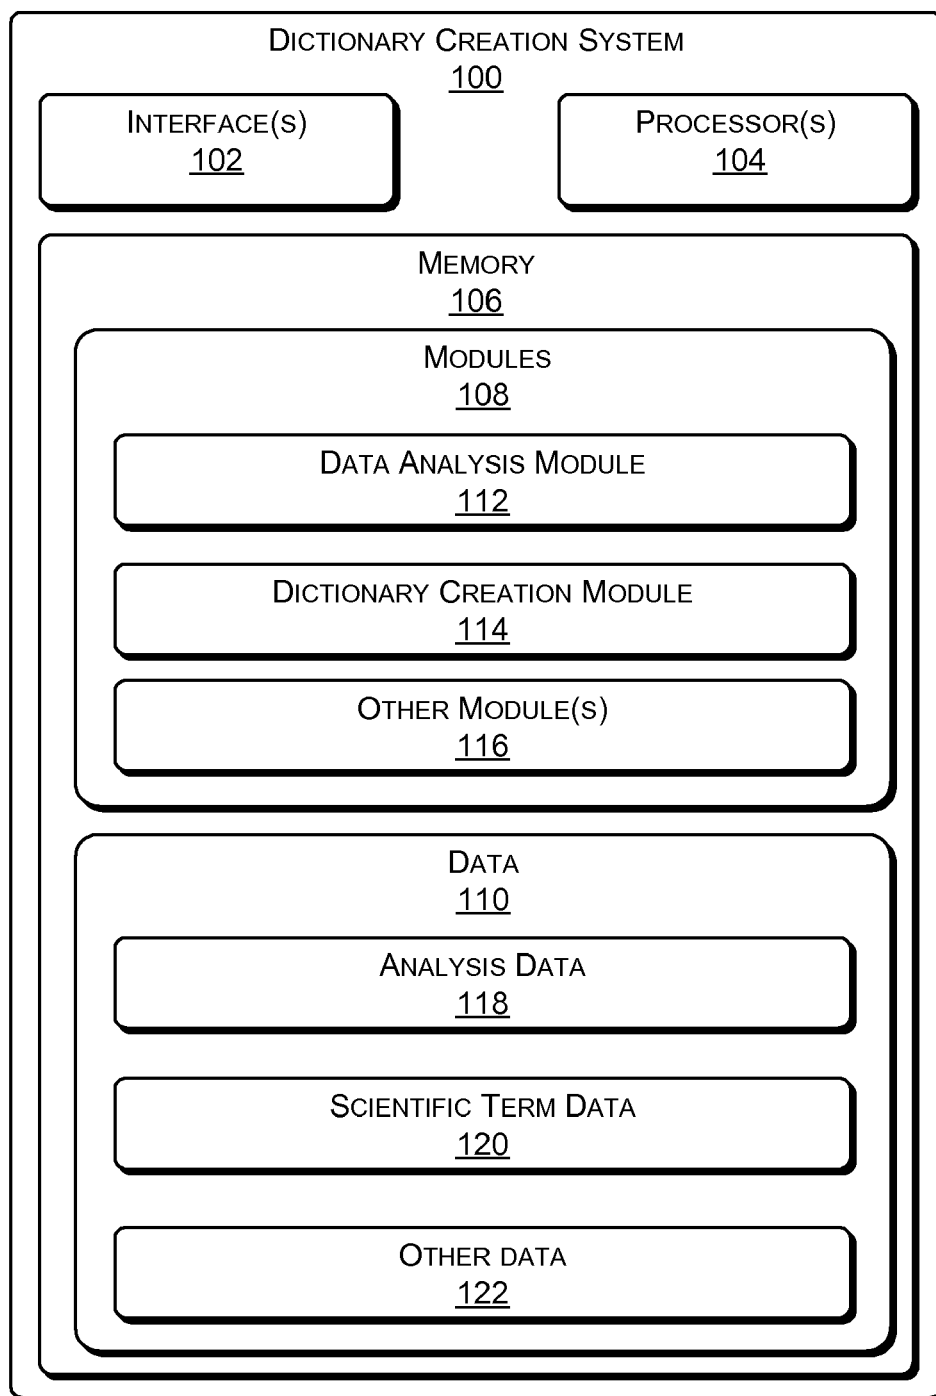 DICTIONARY CREATION SYSTEM
100
INTERFACE(S)
102
PROCESSOR(S)
104
MEMORY
106
MODULES
108
DATA ANALYSIS MODULE
112
DICTIONARY CREATION MODULE
114
OTHER MODULE(S)
116
DATA
110
ANALYSIS DATA
118
SCIENTIFIC TERM DATA
120
OTHER DATA
122